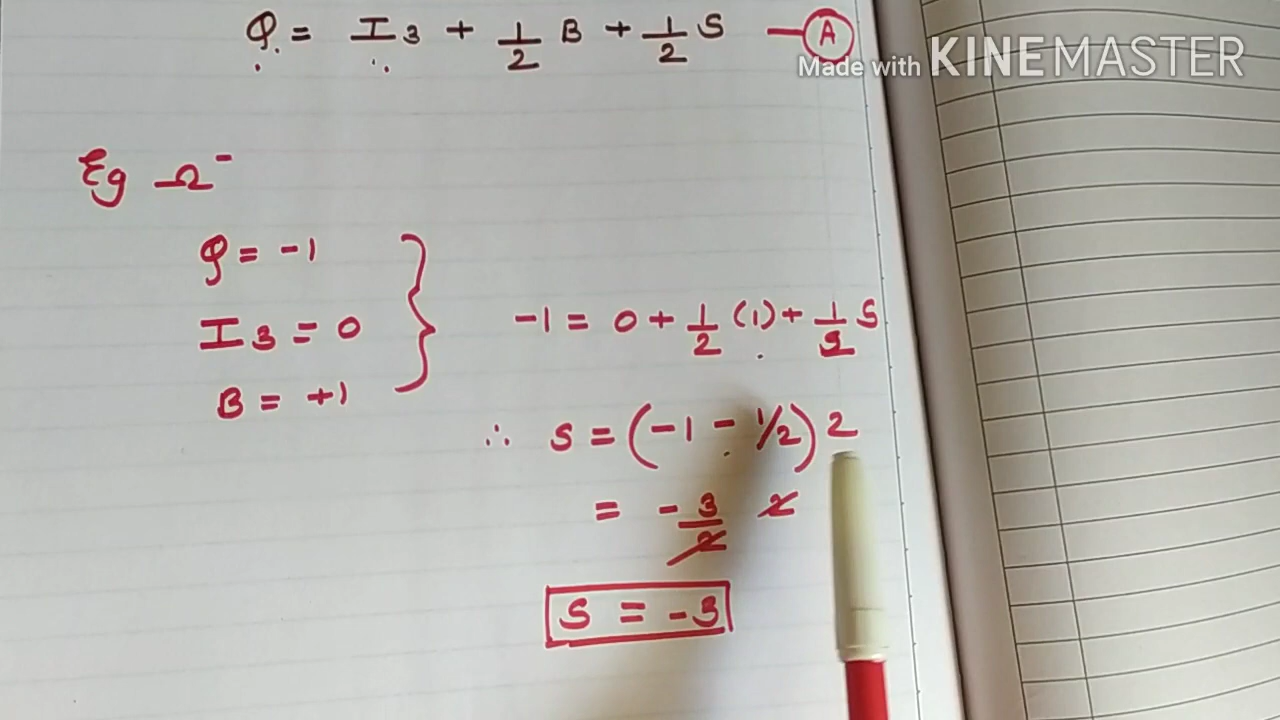 Q = I3 + 1/2 B + 1/2 S — (A)
Made with KINEMASTER
Eg Ω⁻
Q = -1
I3 = 0
B = +1
-1 = 0 + 1/2 (1) + 1/2 S
∴ S = (-1 - 1/2) 2
= -3/2 2
S = -3